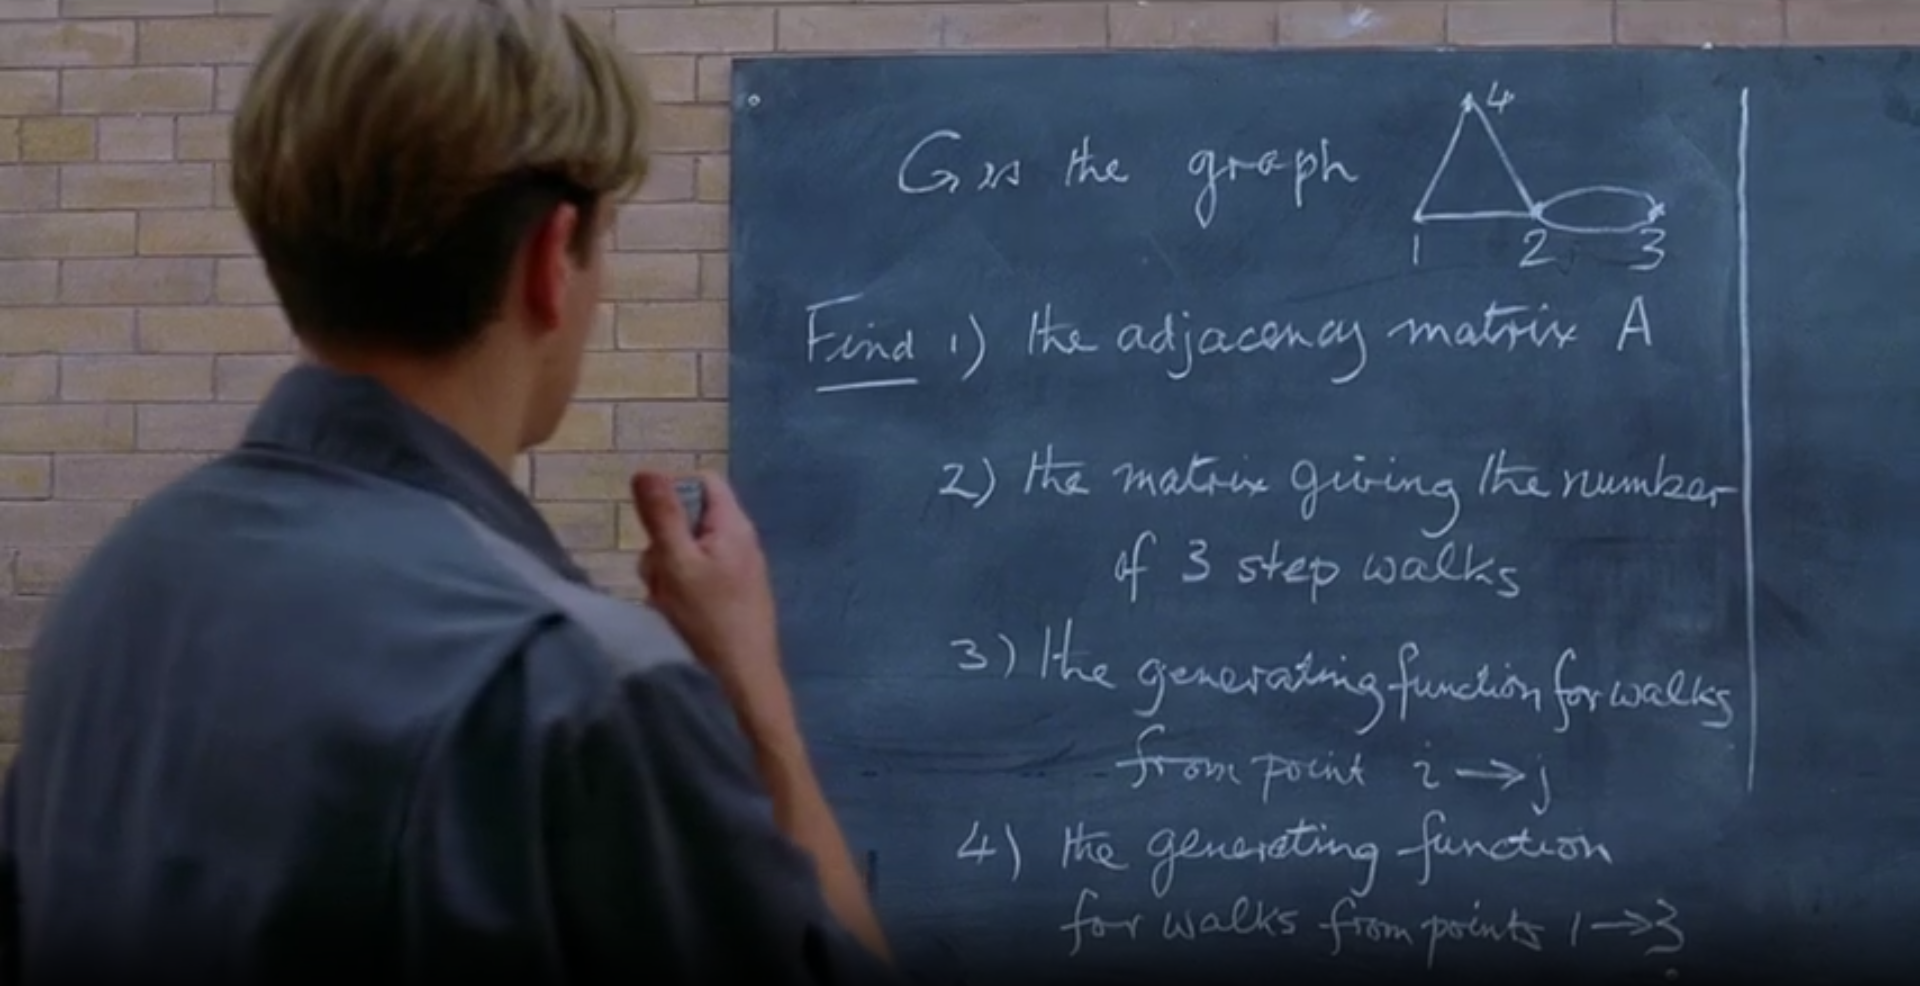 G is the graph
4
1 2 3
Find 1) the adjacency matrix A
2) the matrix giving the number
of 3 step walks
3) the generating function for walks
from point i → j
4) the generating function
for walks from points 1 → 3